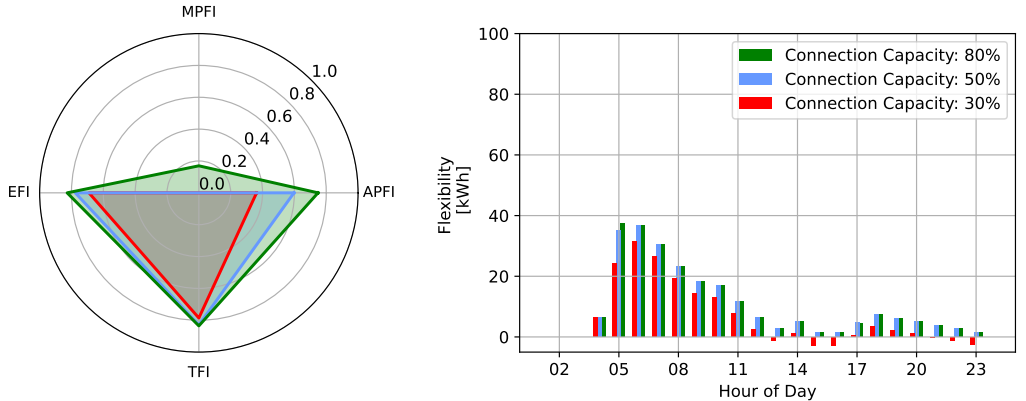 MPFI
1.0
0.8
0.6
0.4
0.2
0.0
EFI
APFI
TFI
100
80
60
40
20
0
Flexibility
[kWh]
Connection Capacity: 80%
Connection Capacity: 50%
Connection Capacity: 30%
02 05 08 11 14 17 20 23
Hour of Day